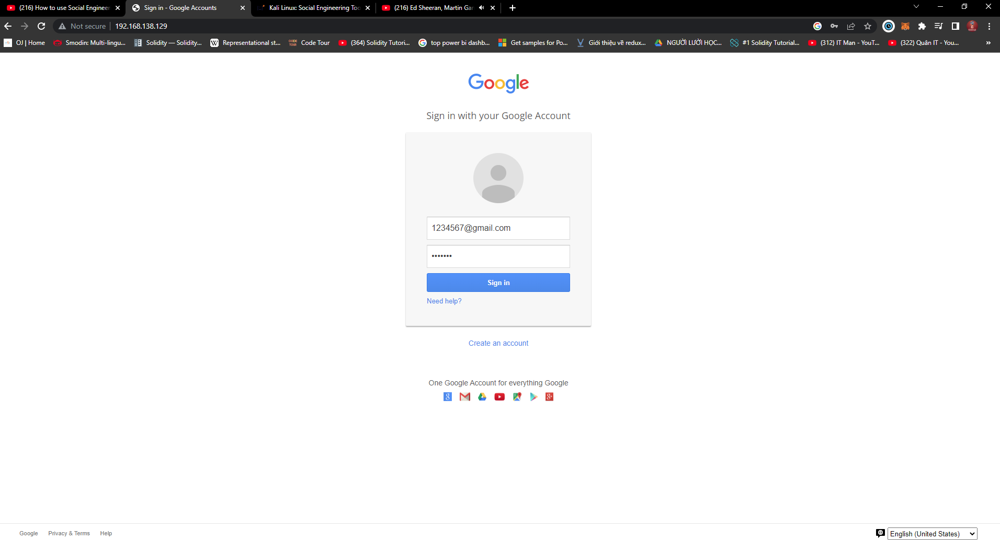 (216) How to use Social Engineer
Sign in - Google Accounts
Kali Linux: Social Engineering Too
(216) Ed Sheeran, Martin Gar
Not secure
192.168.138.129
OJ | Home
Smodin: Multi-lingu...
Solidity — Solidity...
Representational st...
Code Tour
(364) Solidity Tutori...
top power bi dashb...
Get samples for Po...
Giới thiệu về redux...
NGƯỜI LƯỜI HỌC...
#1 Solidity Tutorial...
(312) IT Man - YouT...
(322) Quân IT - You...
Google
Sign in with your Google Account
1234567@gmail.com
•••••••
Sign in
Need help?
Create an account
One Google Account for everything Google
Google
Privacy & Terms
Help
English (United States)